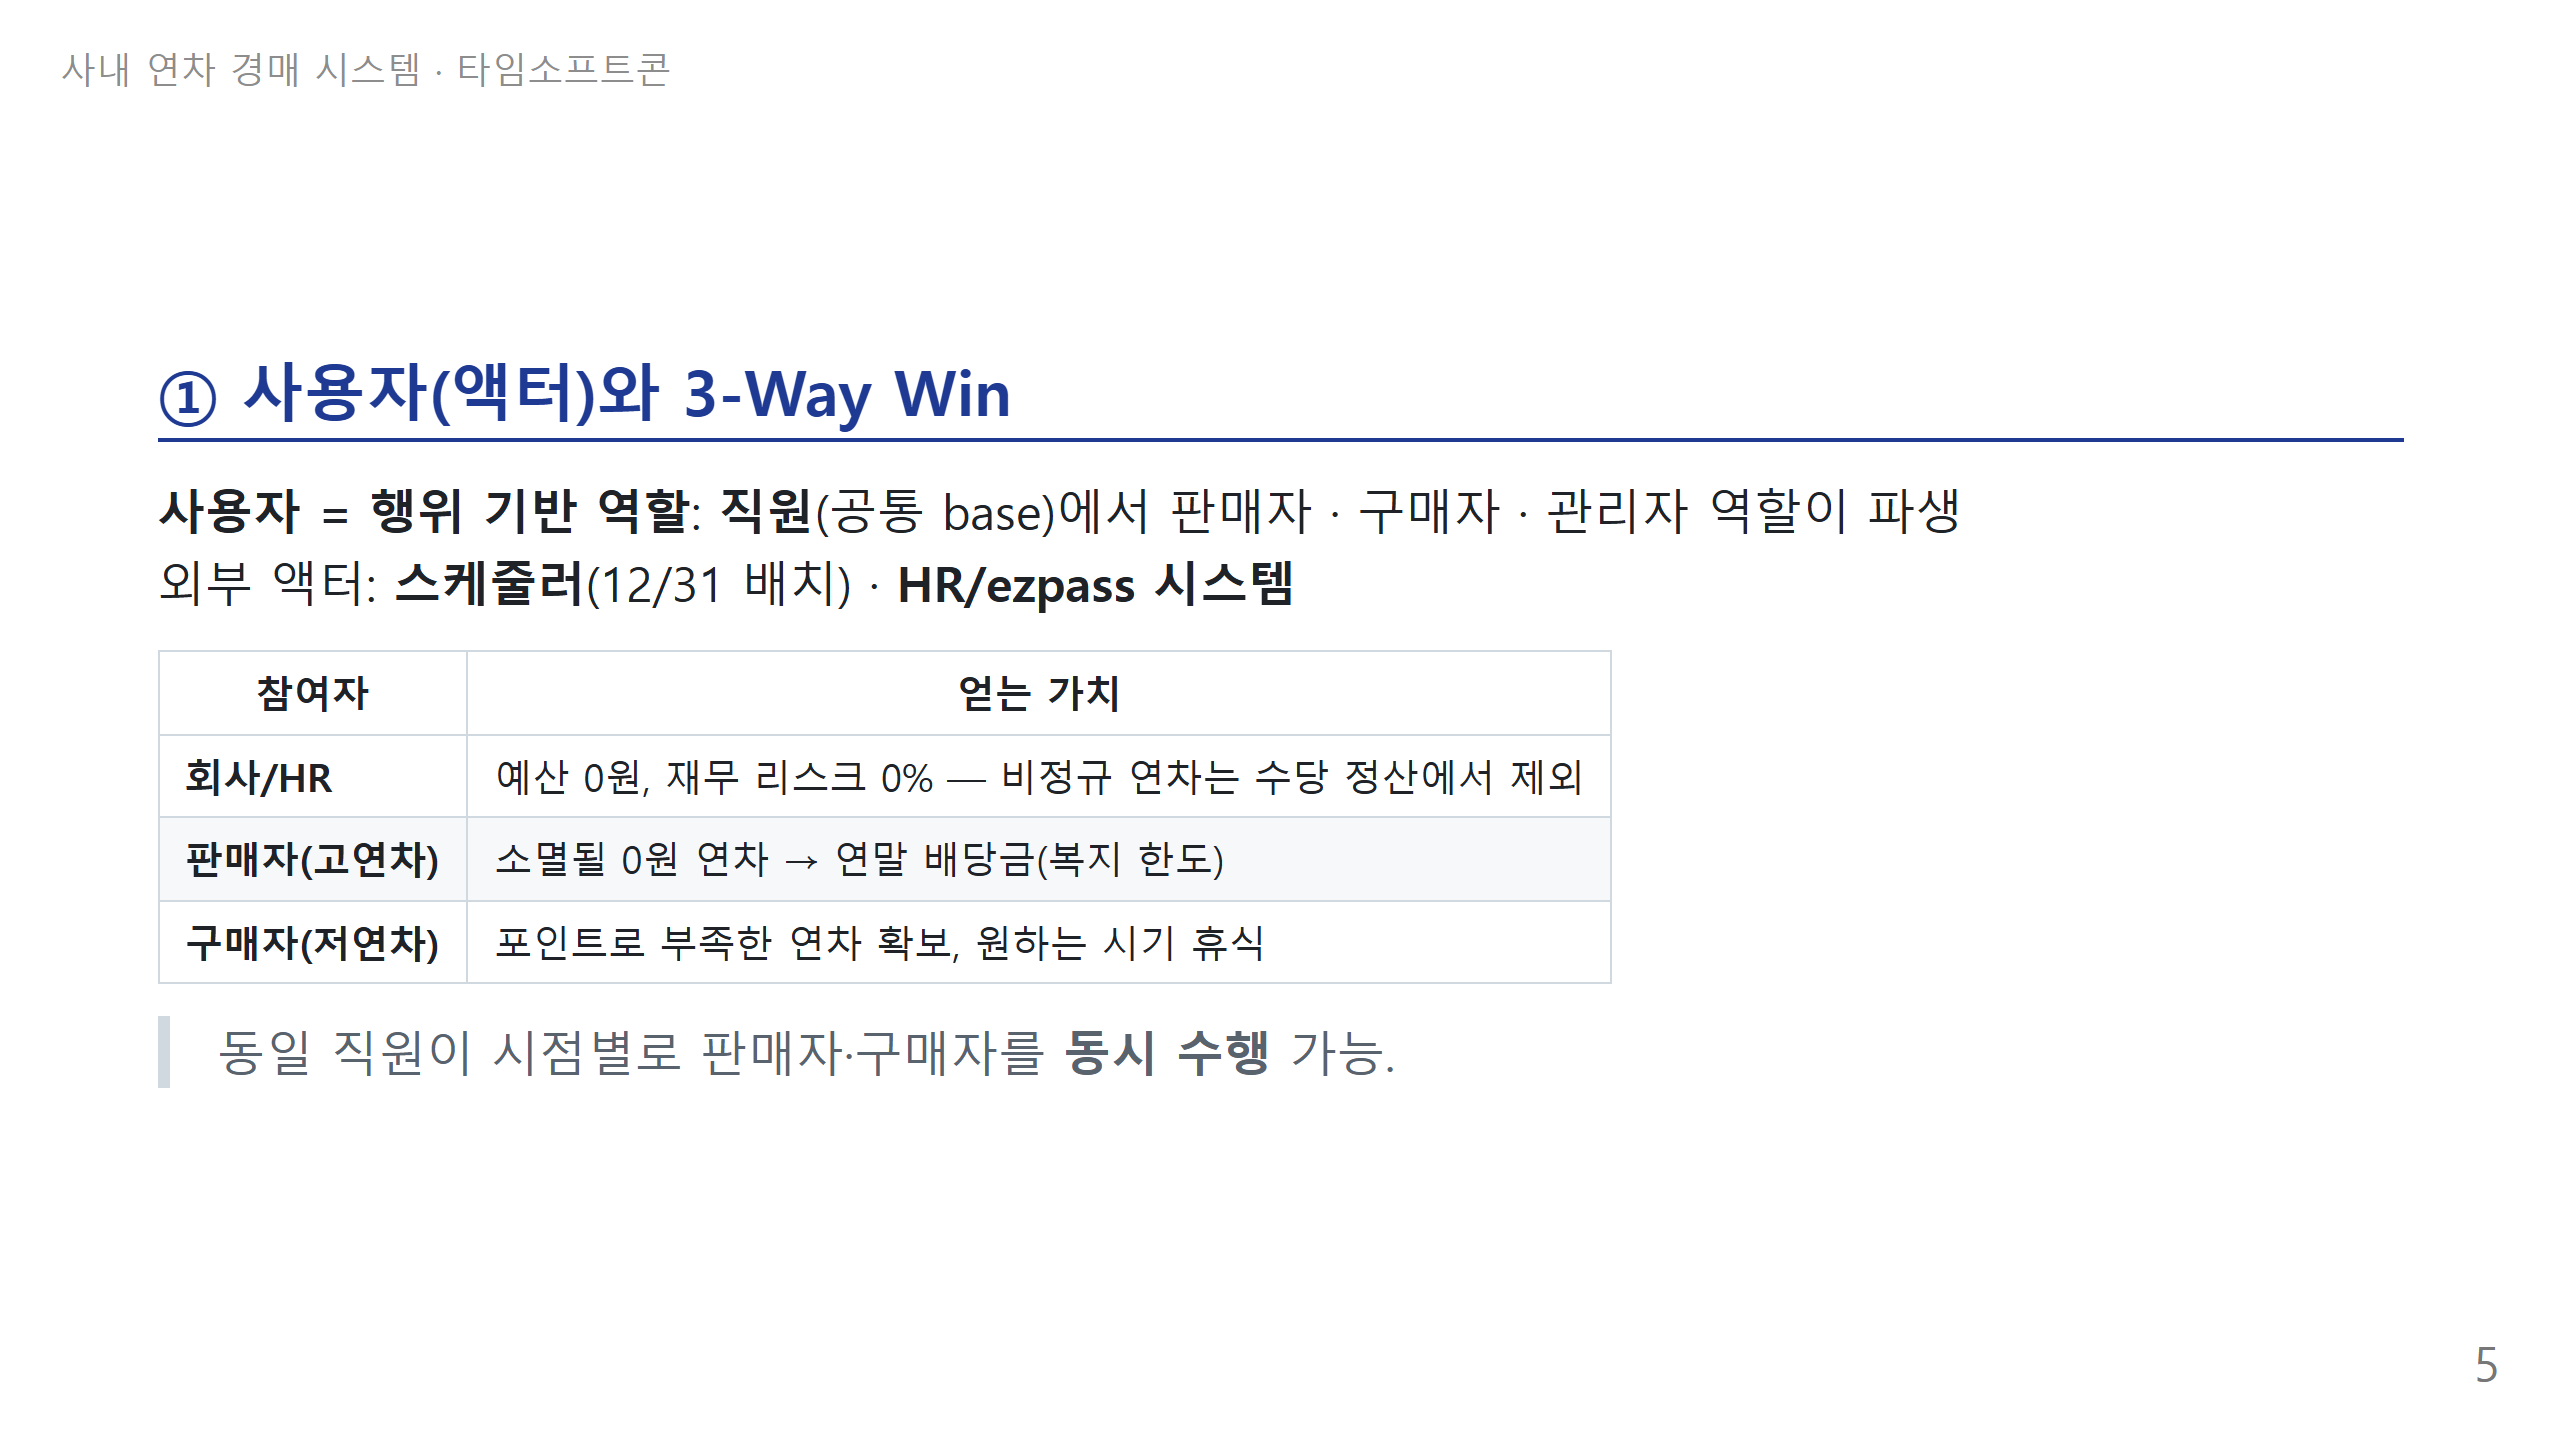 사내 연차 경매 시스템 · 타임소프트콘
① 사용자(액터)와 3-Way Win
사용자 = 행위 기반 역할: 직원(공통 base)에서 판매자 · 구매자 · 관리자 역할이 파생
외부 액터: 스케줄러(12/31 배치) · HR/ezpass 시스템
참여자 얻는 가치
회사/HR 예산 0원, 재무 리스크 0% — 비정규 연차는 수당 정산에서 제외
판매자(고연차) 소멸될 0원 연차 → 연말 배당금(복지 한도)
구매자(저연차) 포인트로 부족한 연차 확보, 원하는 시기 휴식
동일 직원이 시점별로 판매자·구매자를 동시 수행 가능.
5